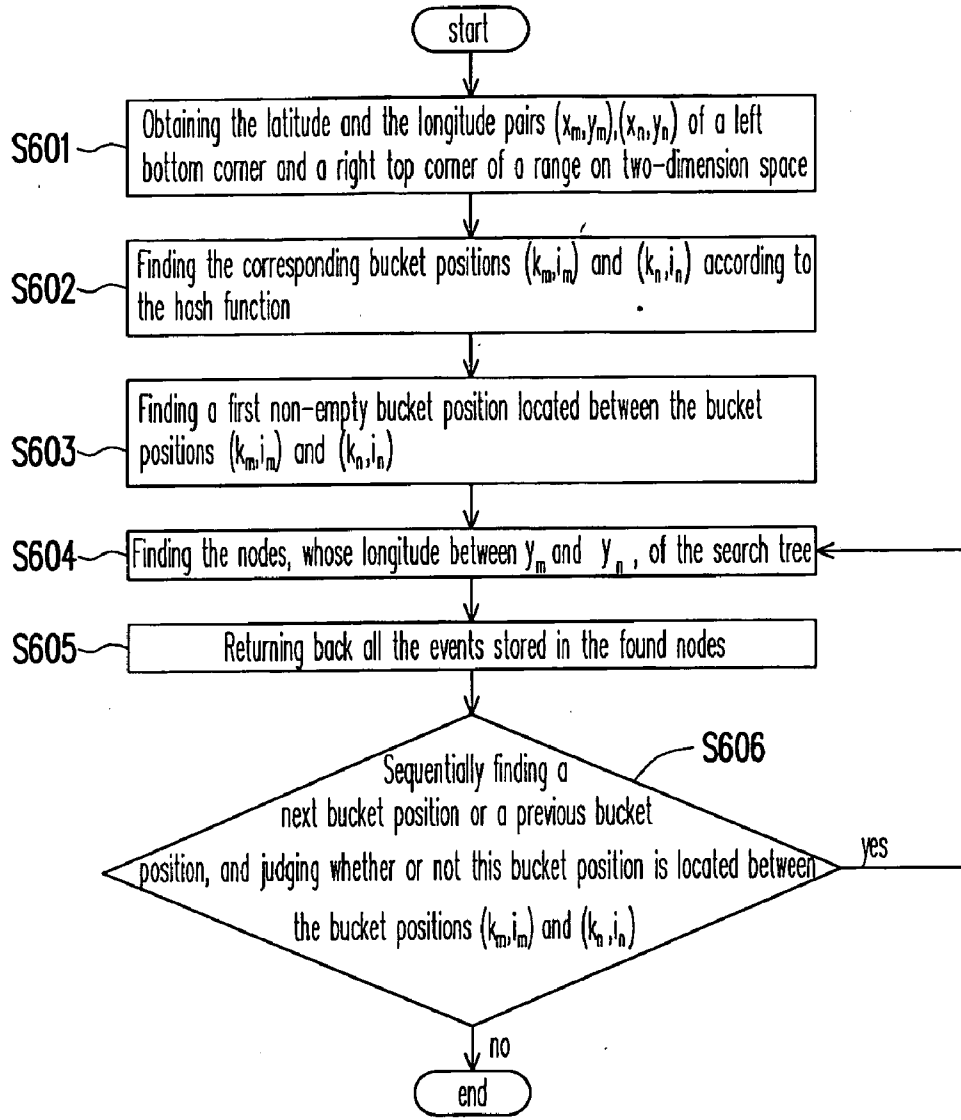 start
S601
Obtaining the latitude and the longitude pairs (xm,ym),(xn,yn) of a left
bottom corner and a right top corner of a range on two-dimension space
S602
Finding the corresponding bucket positions (km,im) and (kn,in) according to
the hash function
S603
Finding a first non-empty bucket position located between the bucket
positions (km,im) and (kn,in)
S604
Finding the nodes, whose longitude between ym and yn, of the search tree
S605
Returning back all the events stored in the found nodes
S606
Sequentially finding a
next bucket position or a previous bucket
position, and judging whether or not this bucket position is located between
the bucket positions (km,im) and (kn,in)
yes
no
end